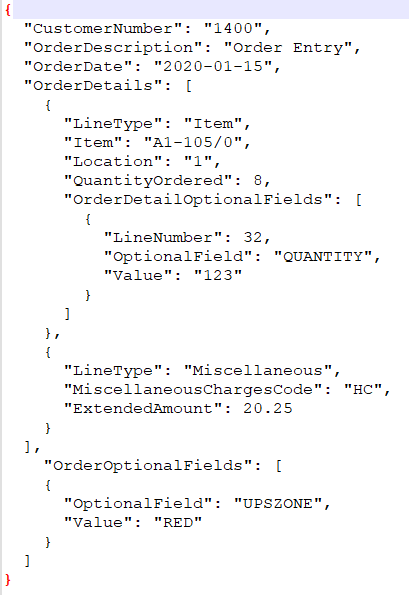 {
  "CustomerNumber": "1400",
  "OrderDescription": "Order Entry",
  "OrderDate": "2020-01-15",
  "OrderDetails": [
    {
      "LineType": "Item",
      "Item": "A1-105/0",
      "Location": "1",
      "QuantityOrdered": 8,
      "OrderDetailOptionalFields": [
        {
          "LineNumber": 32,
          "OptionalField": "QUANTITY",
          "Value": "123"
        }
      ]
    },
    {
      "LineType": "Miscellaneous",
      "MiscellaneousChargesCode": "HC",
      "ExtendedAmount": 20.25
    }
  ],
    "OrderOptionalFields": [
    {
      "OptionalField": "UPSZONE",
      "Value": "RED"
    }
  ]
}